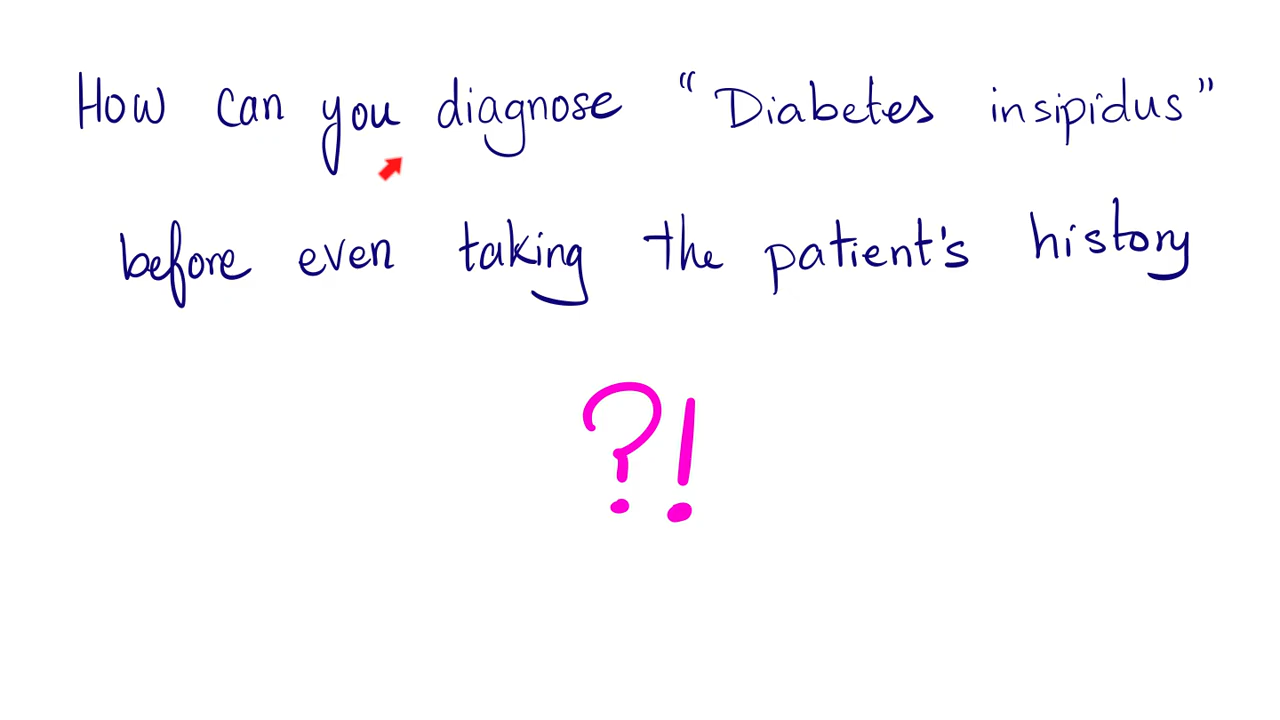 How can you diagnose "Diabetes insipidus"
before even taking the patient's history
?!